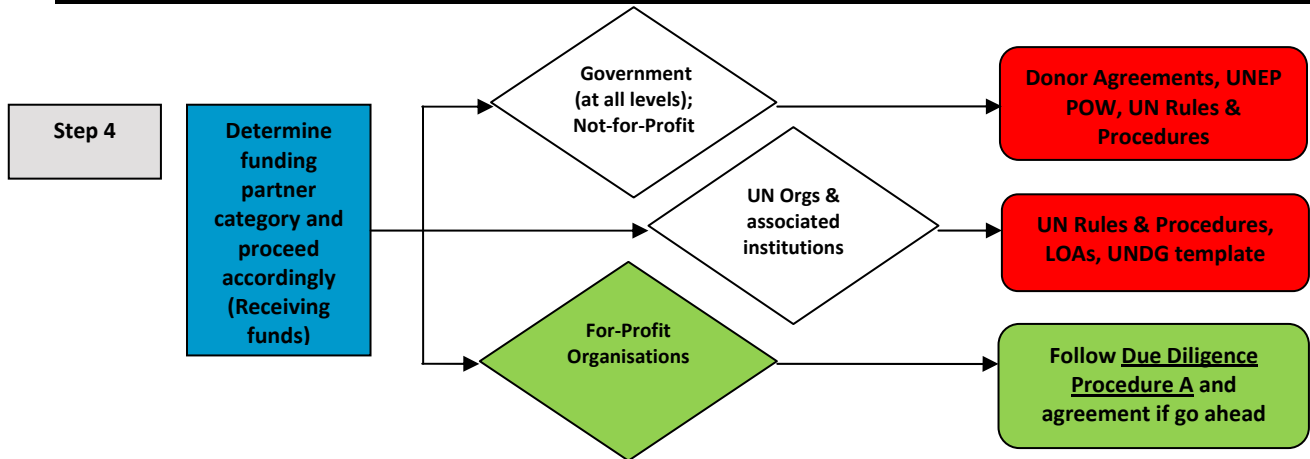 Step 4
Determine
funding
partner
category and
proceed
accordingly
(Receiving
funds)
Government
(at all levels);
Not-for-Profit
Donor Agreements, UNEP
POW, UN Rules &
Procedures
UN Orgs &
associated
institutions
UN Rules & Procedures,
LOAs, UNDG template
For-Profit
Organisations
Follow Due Diligence
Procedure A and
agreement if go ahead